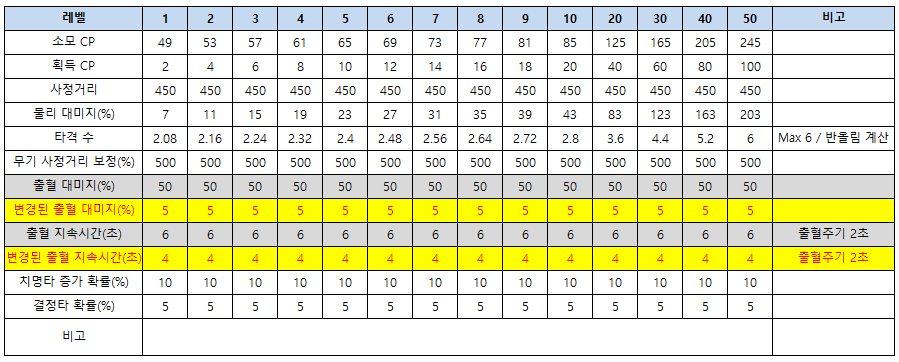 레벨 1 2 3 4 5 6 7 8 9 10 20 30 40 50 비고
소모 CP 49 53 57 61 65 69 73 77 81 85 125 165 205 245
획득 CP 2 4 6 8 10 12 14 16 18 20 40 60 80 100
사정거리 450 450 450 450 450 450 450 450 450 450 450 450 450 450
물리 대미지(%) 7 11 15 19 23 27 31 35 39 43 83 123 163 203
타격 수 2.08 2.16 2.24 2.32 2.4 2.48 2.56 2.64 2.72 2.8 3.6 4.4 5.2 6 Max 6 / 반올림 계산
무기 사정거리 보정(%) 500 500 500 500 500 500 500 500 500 500 500 500 500 500
출혈 대미지(%) 50 50 50 50 50 50 50 50 50 50 50 50 50 50
변경된 출혈 대미지(%) 5 5 5 5 5 5 5 5 5 5 5 5 5 5
출혈 지속시간(초) 6 6 6 6 6 6 6 6 6 6 6 6 6 6 출혈주기 2초
변경된 출혈 지속시간(초) 4 4 4 4 4 4 4 4 4 4 4 4 4 4 출혈주기 2초
치명타 증가 확률(%) 10 10 10 10 10 10 10 10 10 10 10 10 10 10
결정타 확률(%) 5 5 5 5 5 5 5 5 5 5 5 5 5 5
비고